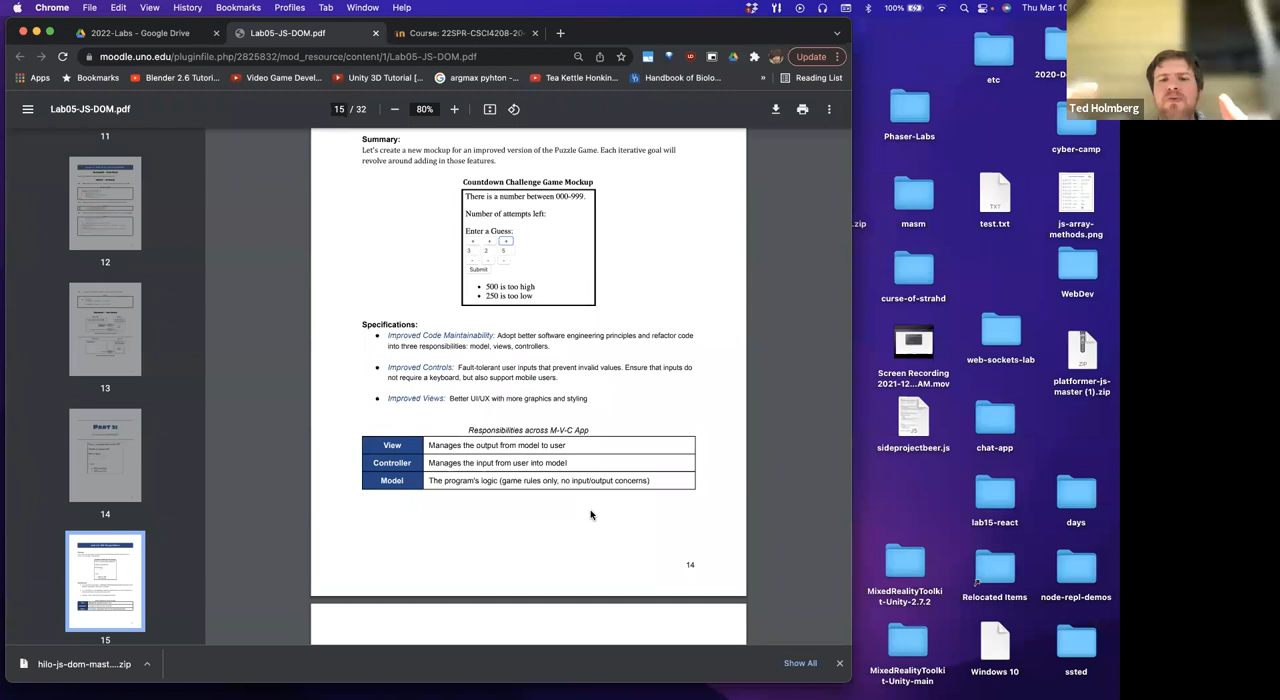 Chrome File Edit View History Bookmarks Profiles Tab Window Help 100% Thu Mar 10
2022-Labs - Google Drive Lab05-JS-DOM.pdf Course: 22SPR-CSCI4208-20
moodle.uno.edu/pluginfile.php/2825832/mod_resource/content/1/Lab05-JS-DOM.pdf Update
Apps Bookmarks Blender 2.6 Tutori... Video Game Devel... Unity 3D Tutorial [... argmax pyhton -... Tea Kettle Honkin... Handbook of Biolo... » Reading List
Lab05-JS-DOM.pdf 15 / 32 80%
11
12
13
PART 3:
14
15
Summary:
Let's create a new mockup for an improved version of the Puzzle Game. Each iterative goal will
revolve around adding in those features.
Countdown Challenge Game Mockup
There is a number between 000-999.
Number of attempts left:
Enter a Guess:
+ + +
3 2 5
- - -
Submit
• 500 is too high
• 250 is too low
Specifications:
• Improved Code Maintainability: Adopt better software engineering principles and refactor code
into three responsibilities: model, views, controllers.
• Improved Controls: Fault-tolerant user inputs that prevent invalid values. Ensure that inputs do
not require a keyboard, but also support mobile users.
• Improved Views: Better UI/UX with more graphics and styling
Responsibilities across M-V-C App
View Manages the output from model to user
Controller Manages the input from user into model
Model The program's logic (game rules only, no input/output concerns)
14
hilo-js-dom-mast....zip
Show All
etc
2020-D
Ted Holmberg
Phaser-Labs
cyber-camp
.zip
masm
TXT
test.txt
js-array-
methods.png
curse-of-strahd
WebDev
Screen Recording
2021-12...AM.mov
web-sockets-lab
ZIP
platformer-js-
master (1).zip
sideprojectbeer.js
chat-app
lab15-react
days
MixedRealityToolki
t-Unity-2.7.2
Relocated Items
node-repl-demos
MixedRealityToolki
t-Unity-main
Windows 10
ssted